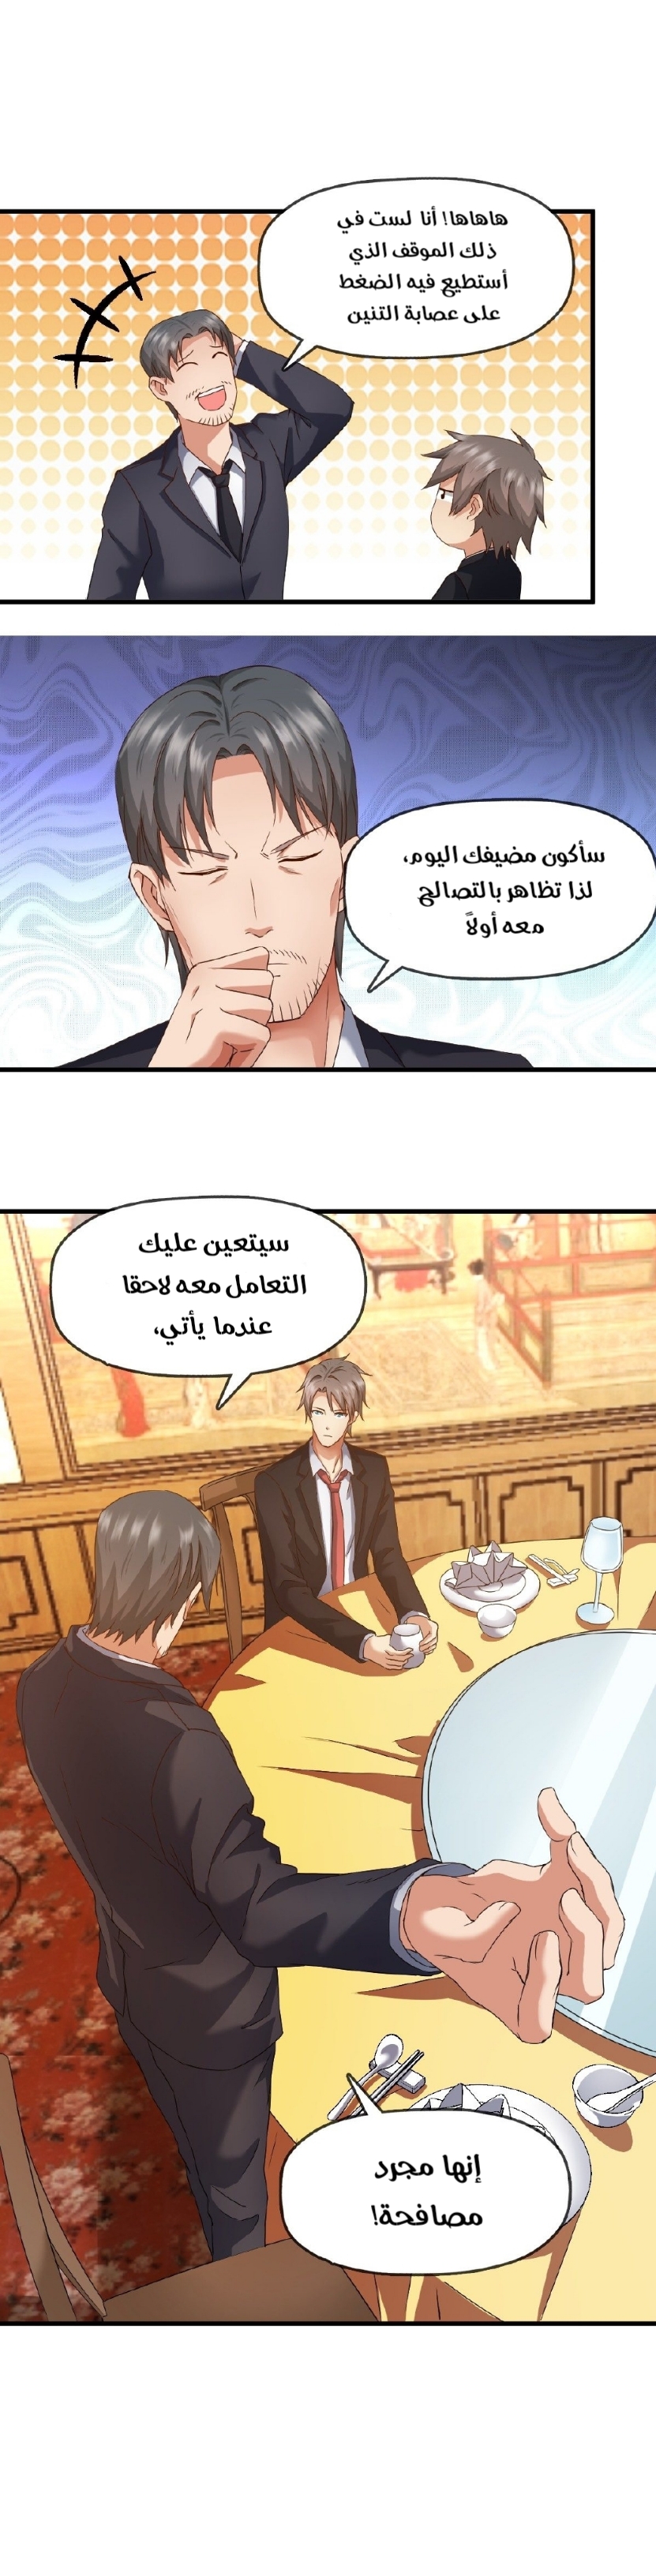 هاهاها! أنا لست في
ذلك الموقف الذي
أستطيع فيه الضغط
على عصابة التنين
سأكون مضيفك اليوم،
لذا تظاهر بالتصالح
معه أولاً
سيتعين عليك
التعامل معه لاحقا
عندما يأتي،
إنها مجرد
مصافحة!